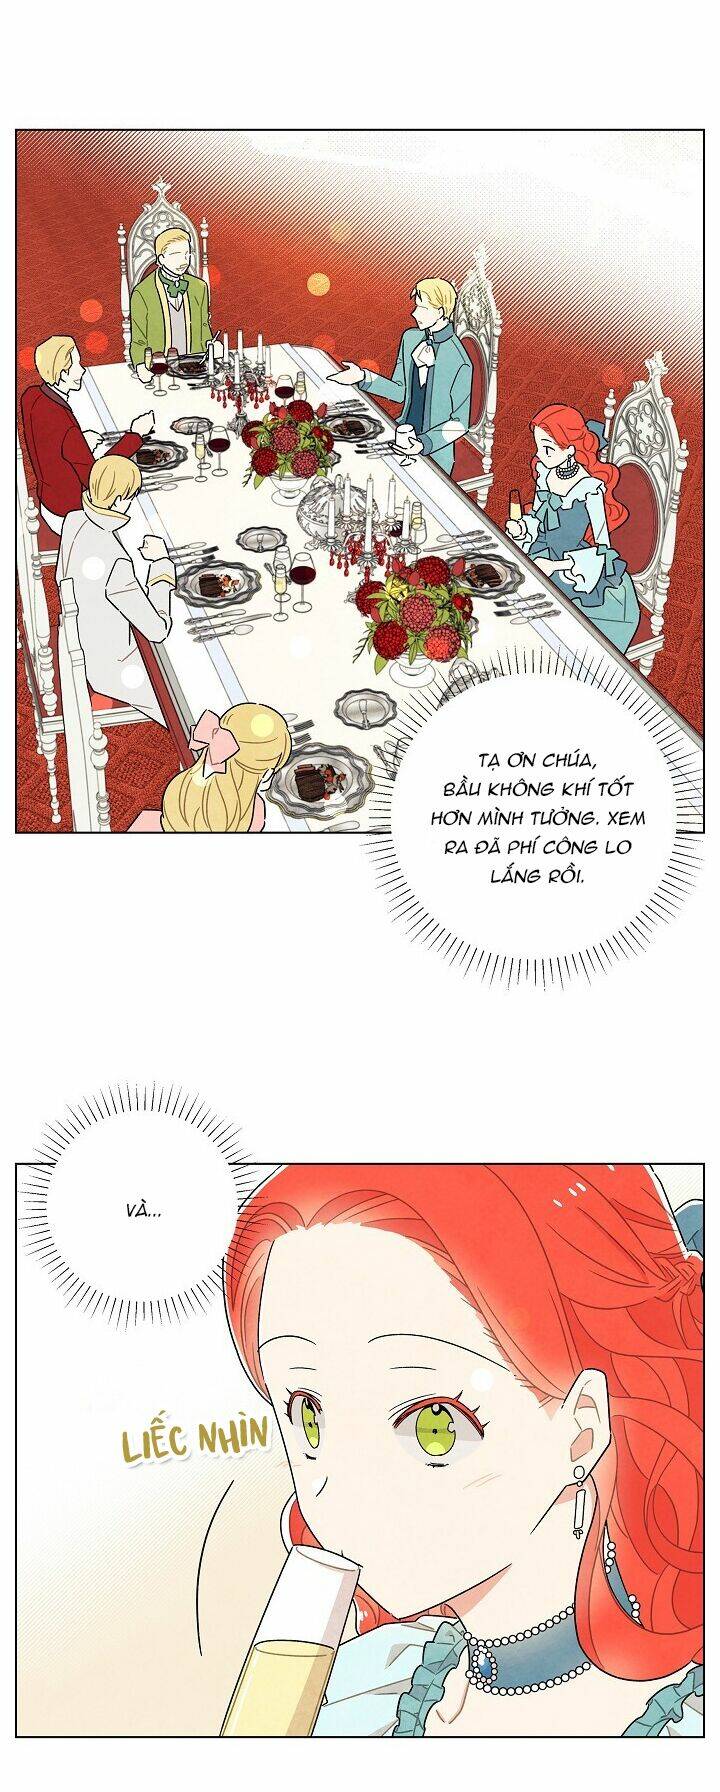 TẠ ƠN CHÚA,
BẦU KHÔNG KHÍ TỐT
HƠN MÌNH TƯỞNG. XEM
RA ĐÃ PHÍ CÔNG LO
LẮNG RỒI.
VÀ...
LIẾC NHÌN